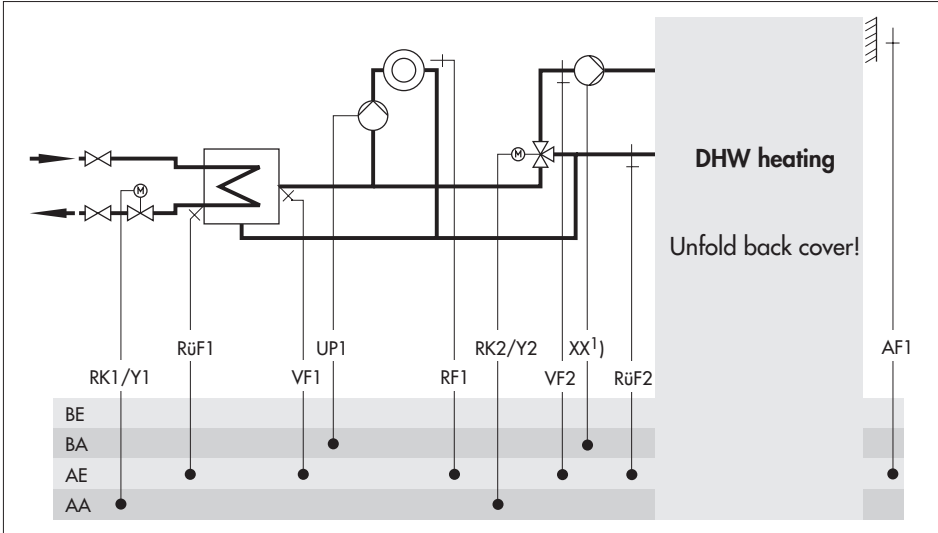 DHW heating
Unfold back cover!
M
M
M
RüF1
UP1
RK2/Y2
XX1)
AF1
RK1/Y1
VF1
RF1
VF2
RüF2
BE
BA
AE
AA